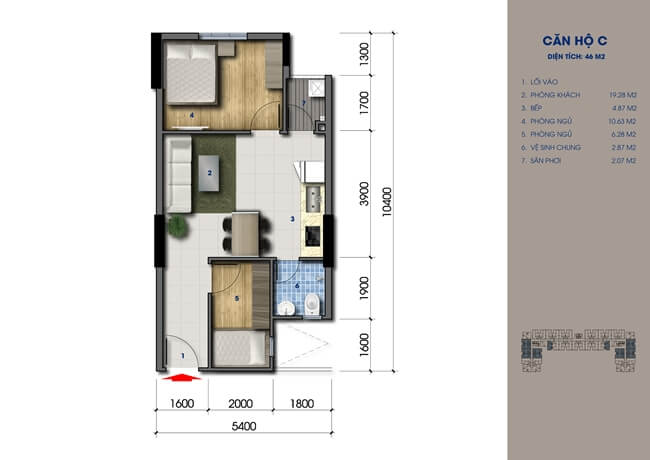 CĂN HỘ C
DIỆN TÍCH: 46 M2
1. LỐI VÀO
2. PHÒNG KHÁCH 19.28 M2
3. BẾP 4.87 M2
4. PHÒNG NGỦ 10.63 M2
5. PHÒNG NGỦ 6.28 M2
6. VỆ SINH CHUNG 2.87 M2
7. SÂN PHƠI 2.07 M2
1300
1700
3900
10400
1900
1600
4
7
2
3
6
5
1
1600 2000 1800
5400